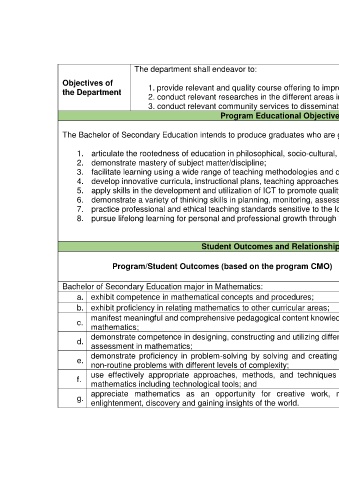 The department shall endeavor to:
Objectives of the Department
1. provide relevant and quality course offering to
2. conduct relevant researches in the different areas
3. conduct relevant community services to
Program Educational
The Bachelor of Secondary Education intends to produce graduates who are
1. articulate the rootedness of education in philosophical, socio-cultural,
2. demonstrate mastery of subject matter/discipline;
3. facilitate learning using a wide range of teaching methodologies and
4. develop innovative curricula, instructional plans, teaching approaches
5. apply skills in the development and utilization of ICT to promote
6. demonstrate a variety of thinking skills in planning, monitoring,
7. practice professional and ethical teaching standards sensitive to the
8. pursue lifelong learning for personal and professional growth through
Student Outcomes and
Program/Student Outcomes (based on the program CMO)
Bachelor of Secondary Education major in Mathematics:
a. exhibit competence in mathematical concepts and procedures;
b. exhibit proficiency in relating mathematics to other curricular areas;
c. manifest meaningful and comprehensive pedagogical content
mathematics;
d. demonstrate competence in designing, constructing and utilizing
assessment in mathematics;
e. demonstrate proficiency in problem-solving by solving and creating
non-routine problems with different levels of complexity;
f. use effectively appropriate approaches, methods, and techniques
mathematics including technological tools; and
g. appreciate mathematics as an opportunity for creative work,
enlightenment, discovery and gaining insights of the world.